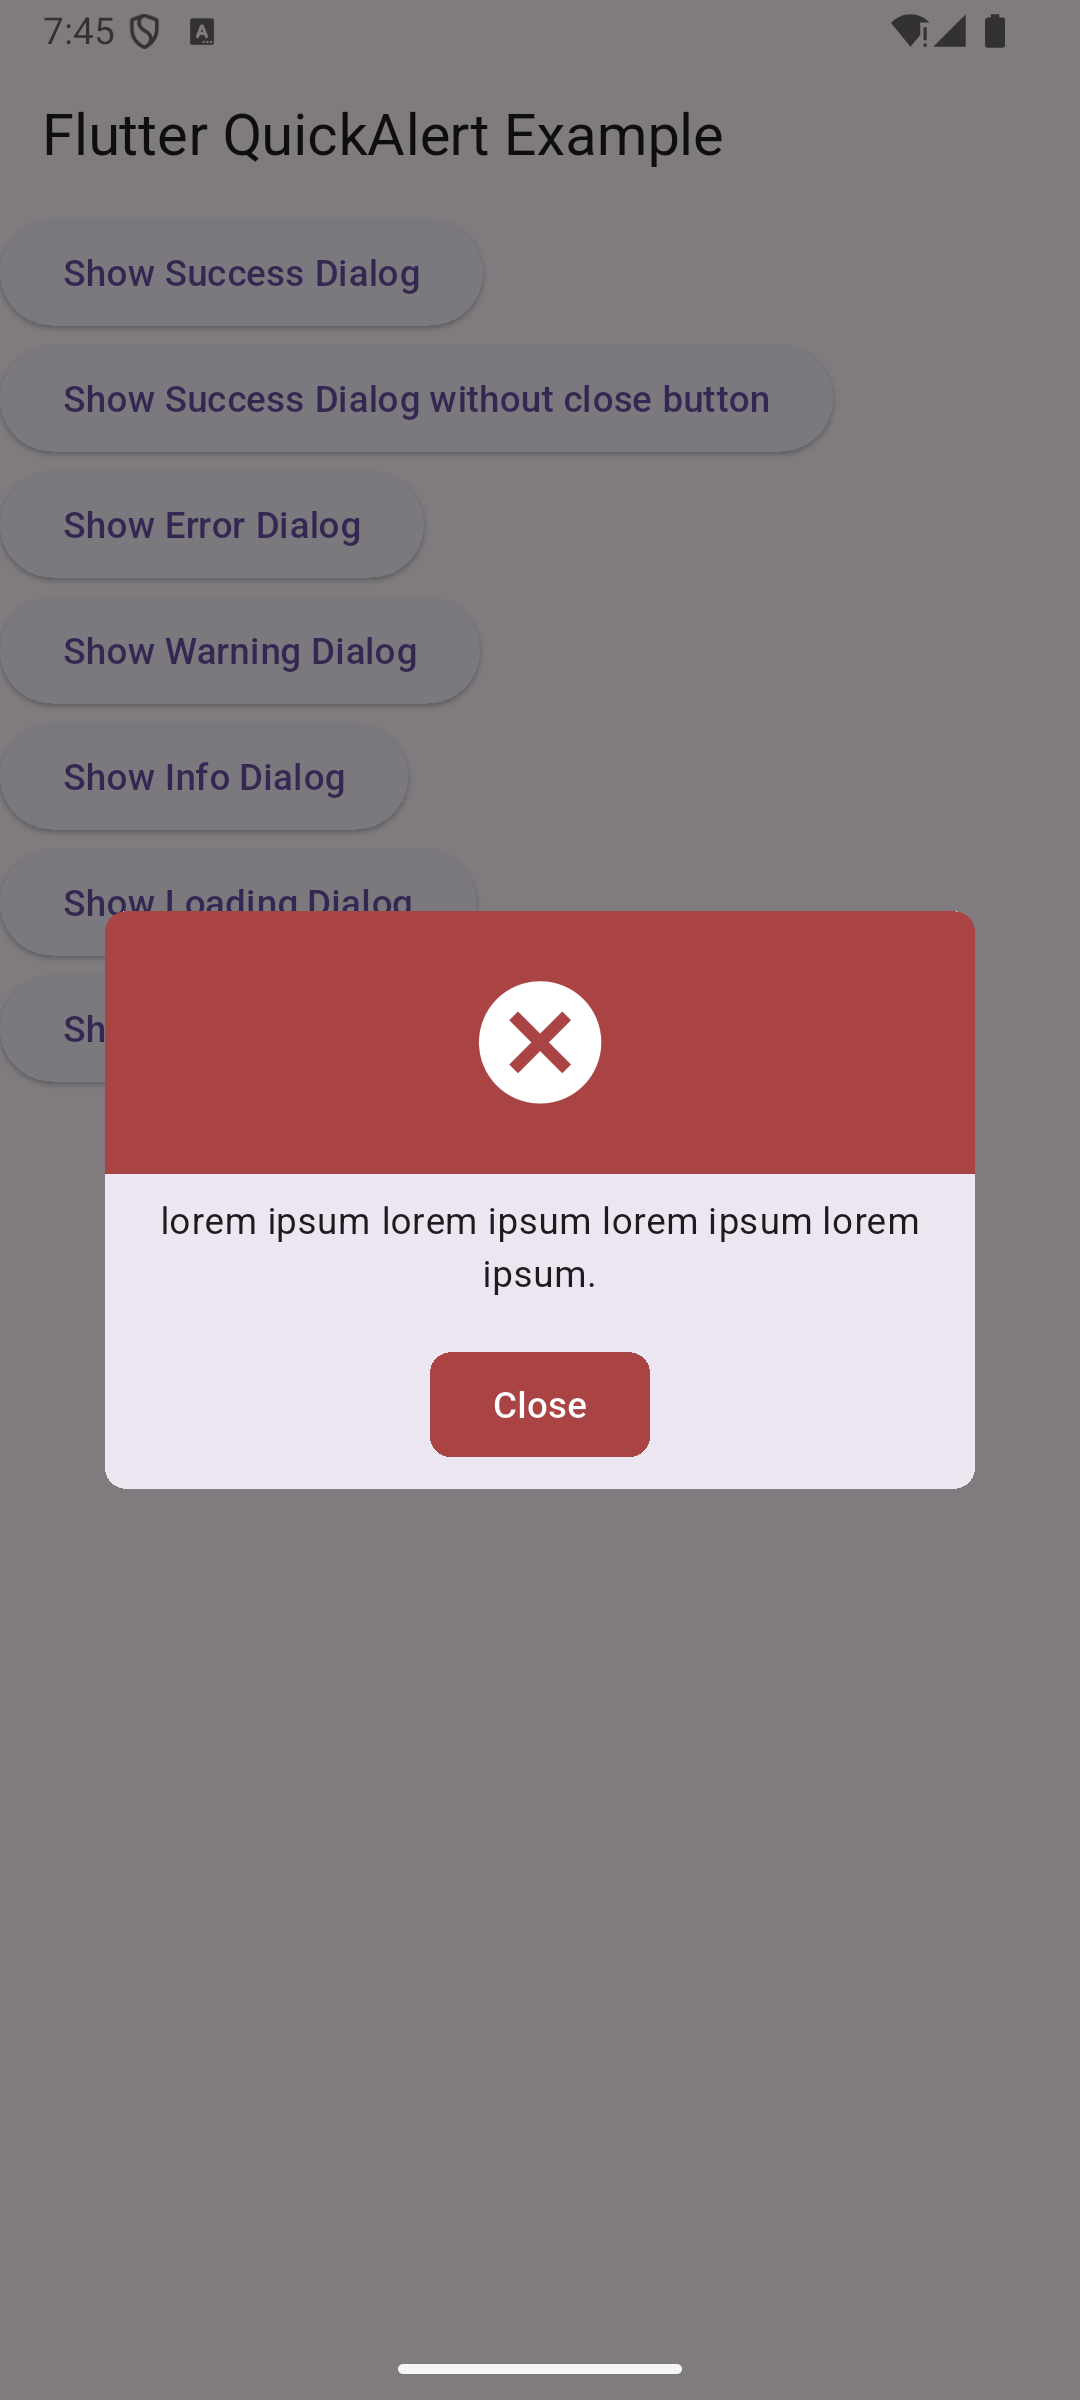 7:45
Flutter QuickAlert Example
Show Success Dialog
Show Success Dialog without close button
Show Error Dialog
Show Warning Dialog
Show Info Dialog
Show Loading Dialog
Sh
lorem ipsum lorem ipsum lorem ipsum lorem
ipsum.
Close